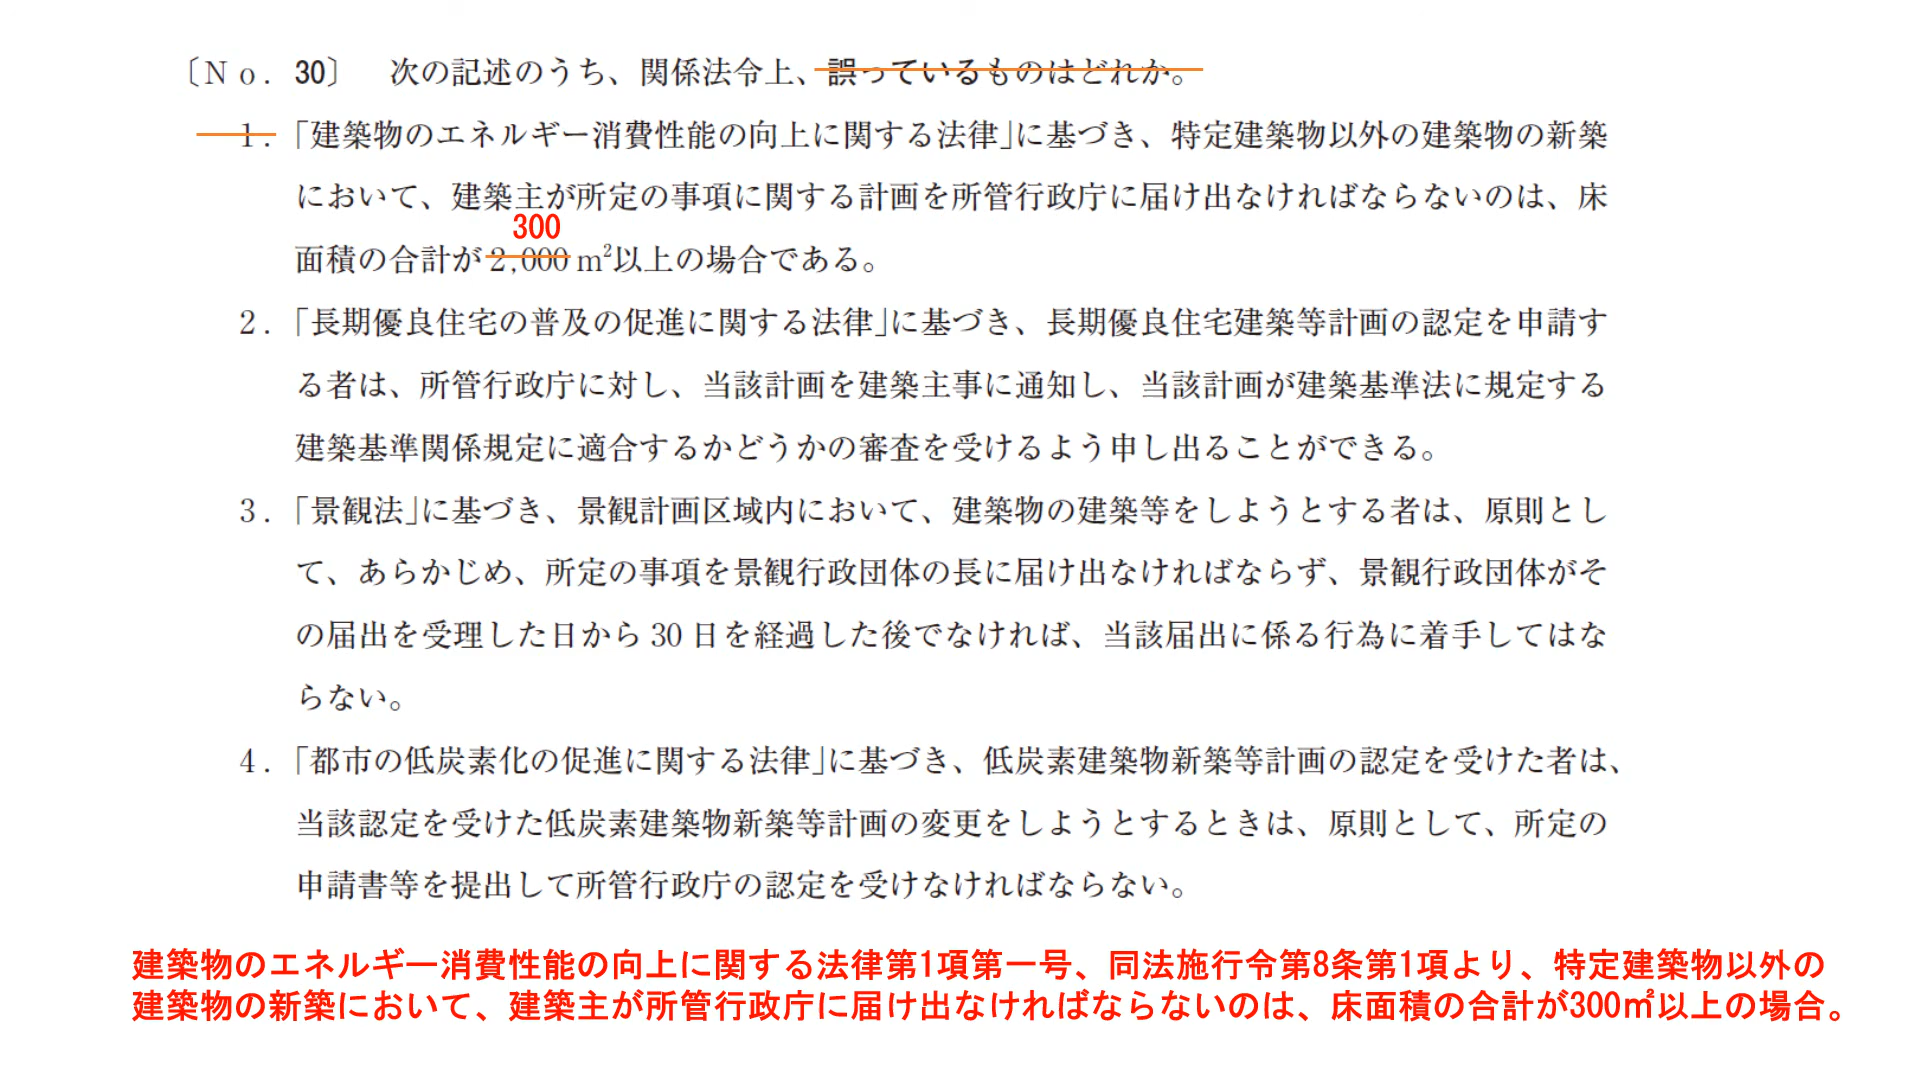 〔No. 30〕 次の記述のうち、関係法令上、誤っているものはどれか。
1. 「建築物のエネルギー消費性能の向上に関する法律」に基づき、特定建築物以外の建築物の新築
において、建築主が所定の事項に関する計画を所管行政庁に届け出なければならないのは、床
300
面積の合計が 2,000 m²以上の場合である。
2. 「長期優良住宅の普及の促進に関する法律」に基づき、長期優良住宅建築等計画の認定を申請す
る者は、所管行政庁に対し、当該計画を建築主事に通知し、当該計画が建築基準法に規定する
建築基準関係規定に適合するかどうかの審査を受けるよう申し出ることができる。
3. 「景観法」に基づき、景観計画区域内において、建築物の建築等をしようとする者は、原則とし
て、あらかじめ、所定の事項を景観行政団体の長に届け出なければならず、景観行政団体がそ
の届出を受理した日から 30 日を経過した後でなければ、当該届出に係る行為に着手してはな
らない。
4. 「都市の低炭素化の促進に関する法律」に基づき、低炭素建築物新築等計画の認定を受けた者は、
当該認定を受けた低炭素建築物新築等計画の変更をしようとするときは、原則として、所定の
申請書等を提出して所管行政庁の認定を受けなければならない。
建築物のエネルギー消費性能の向上に関する法律第1項第一号、同法施行令第8条第1項より、特定建築物以外の
建築物の新築において、建築主が所管行政庁に届け出なければならないのは、床面積の合計が300㎡以上の場合。